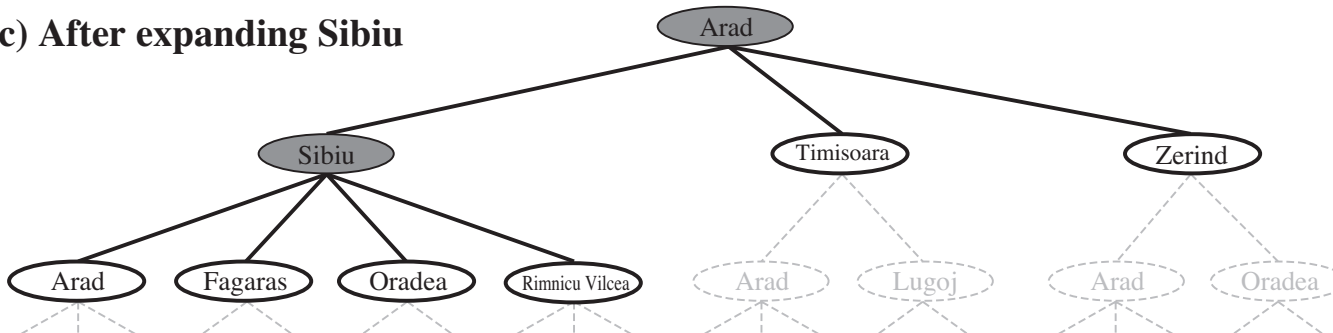 c) After expanding Sibiu
Arad
Sibiu
Timisoara
Zerind
Arad
Fagaras
Oradea
Rimnicu Vilcea
Arad
Lugoj
Arad
Oradea